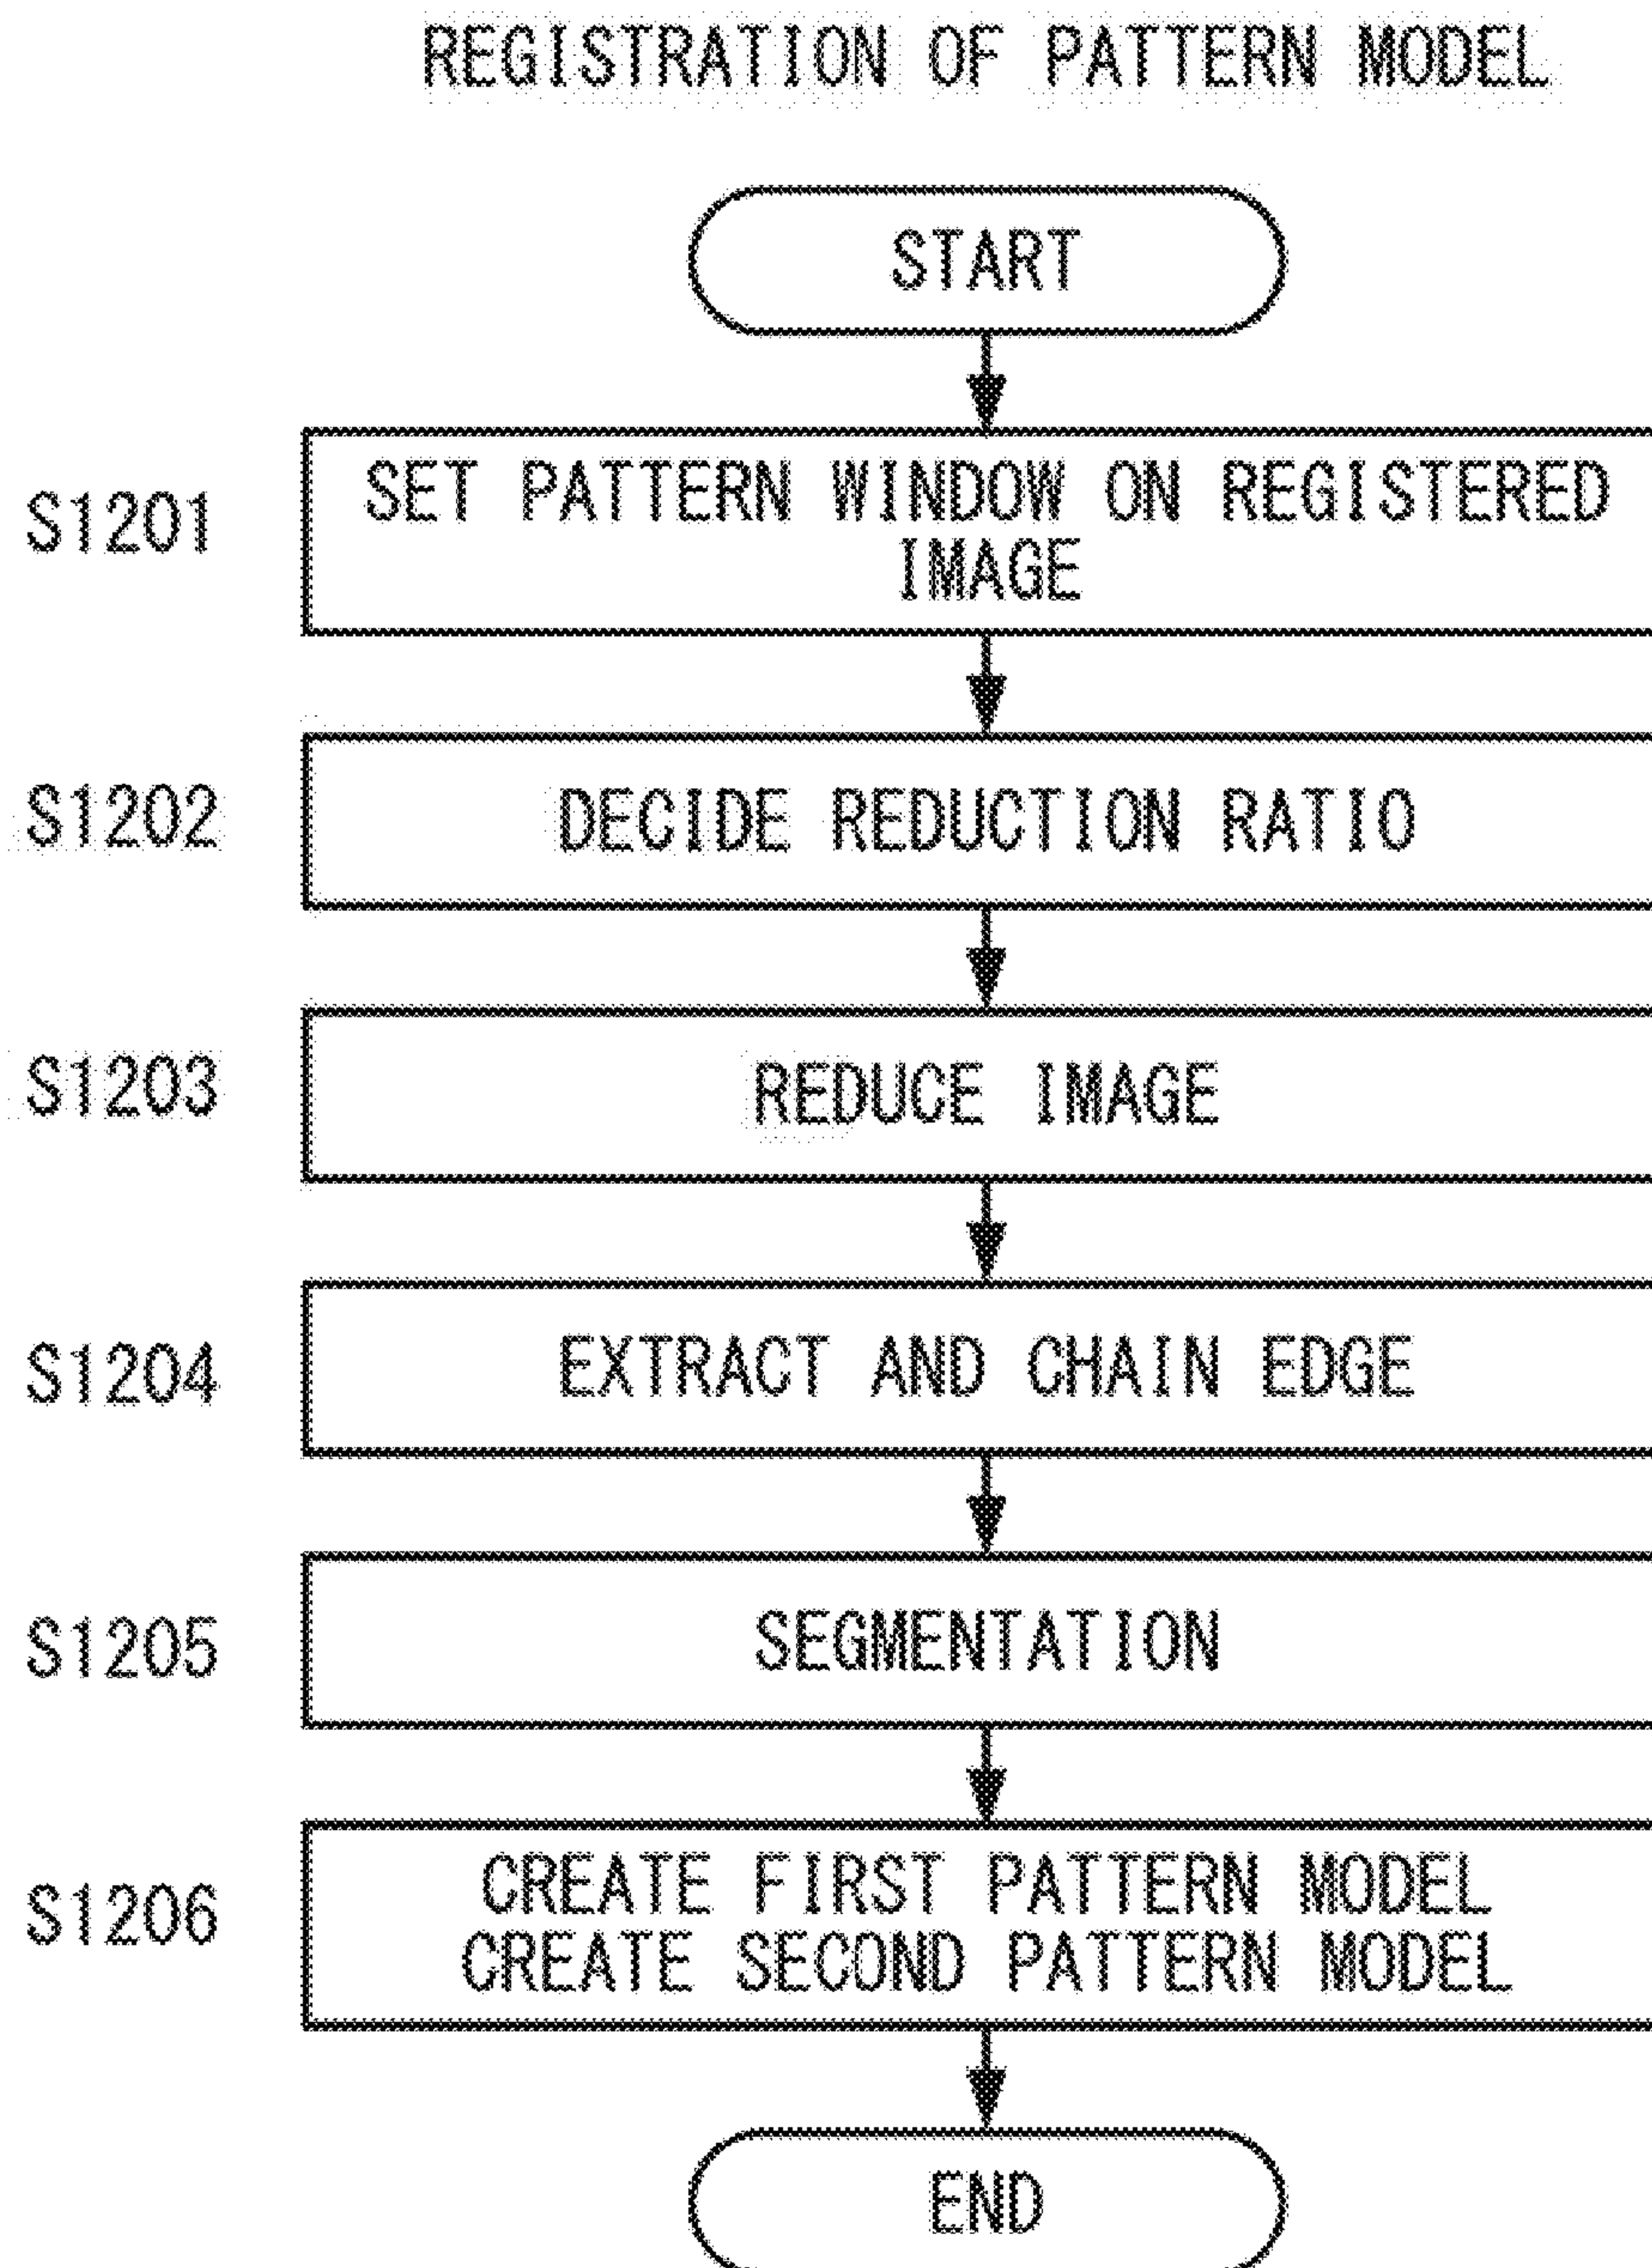 REGISTRATION OF PATTERN MODEL
START
S1201
SET PATTERN WINDOW ON REGISTERED
IMAGE
S1202
DECIDE REDUCTION RATIO
S1203
REDUCE IMAGE
S1204
EXTRACT AND CHAIN EDGE
S1205
SEGMENTATION
S1206
CREATE FIRST PATTERN MODEL
CREATE SECOND PATTERN MODEL
END